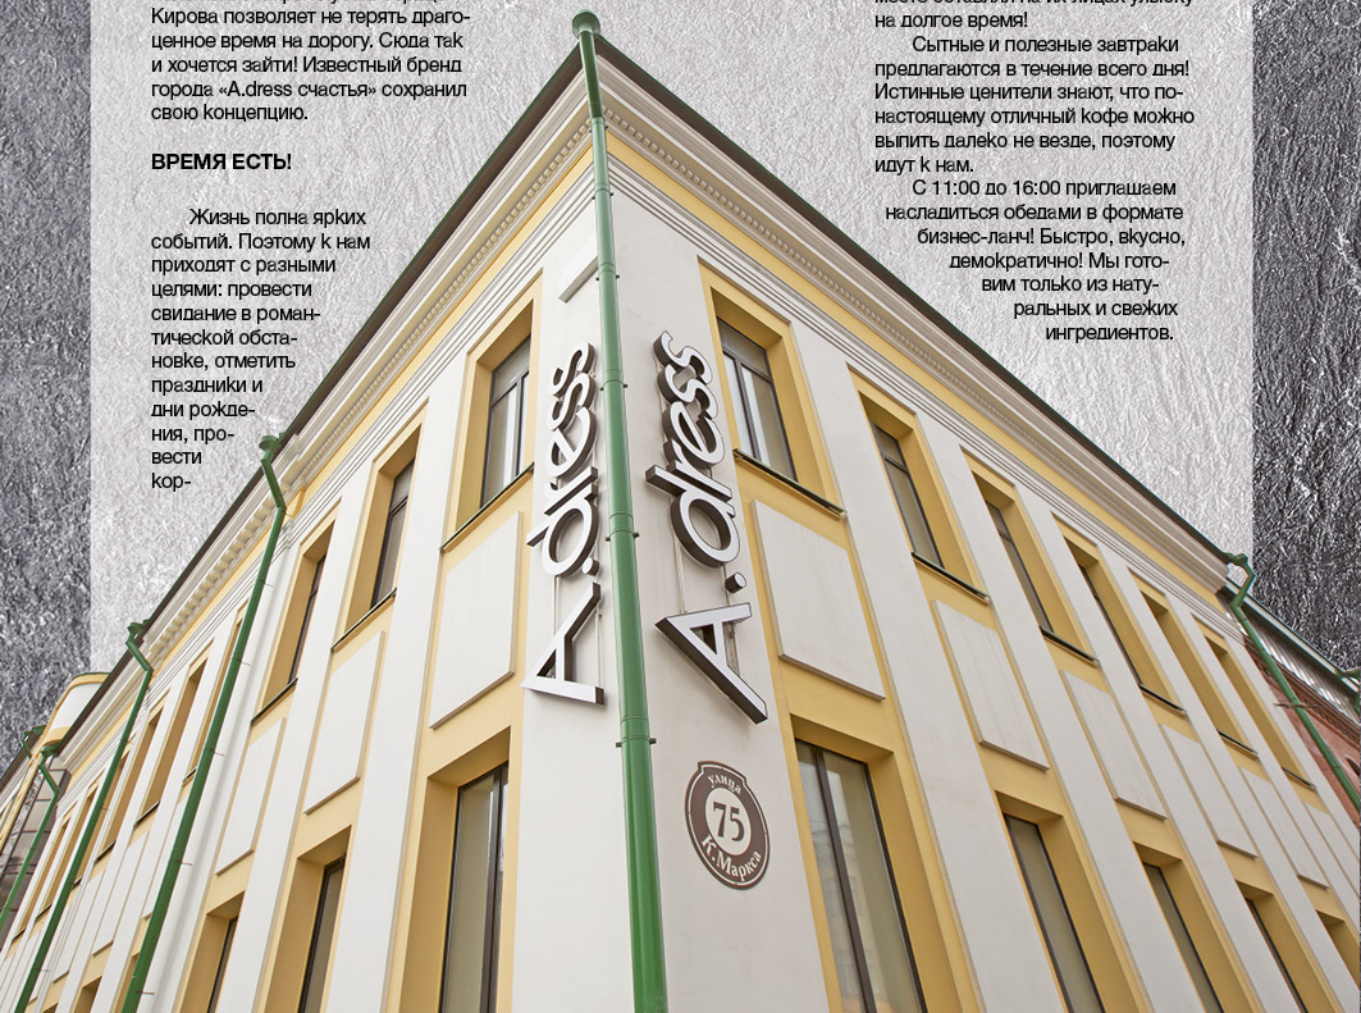 Кирова позволяет не терять драго-
ценное время на дорогу. Сюда так
и хочется зайти! Известный бренд
города «A.dress счастья» сохранил
свою концепцию.
ВРЕМЯ ЕСТЬ!
Жизнь полна ярких
событий. Поэтому к нам
приходят с разными
целями: провести
свидание в роман-
тической обста-
новке, отметить
праздники и
дни рожде-
ния, про-
вести
кор-
на долгое время!
Сытные и полезные завтраки
предлагаются в течение всего дня!
Истинные ценители знают, что по-
настоящему отличный кофе можно
выпить далеко не везде, поэтому
идут к нам.
С 11:00 до 16:00 приглашаем
насладиться обедами в формате
бизнес-ланч! Быстро, вкусно,
демократично! Мы гото-
вим только из нату-
ральных и свежих
ингредиентов.
A.dress
A.dress
улица
75
К.Маркса